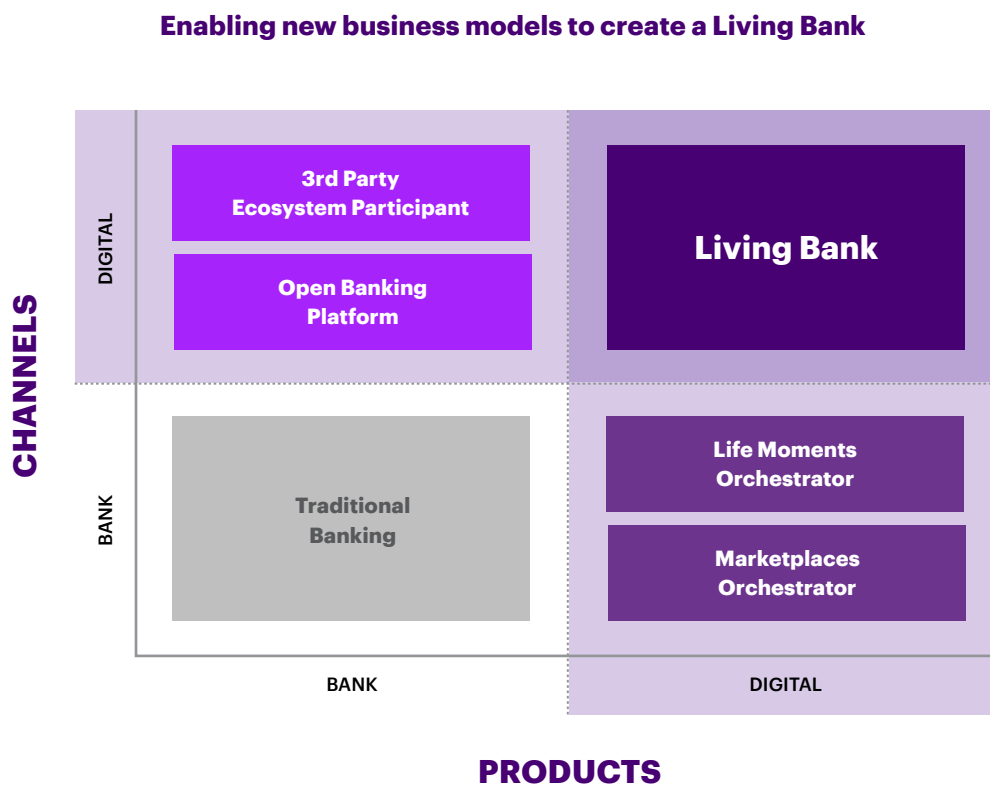 Enabling new business models to create a Living Bank
CHANNELS
DIGITAL
3rd Party
Ecosystem Participant
Open Banking
Platform
Living Bank
BANK
Traditional
Banking
Life Moments
Orchestrator
Marketplaces
Orchestrator
BANK
DIGITAL
PRODUCTS